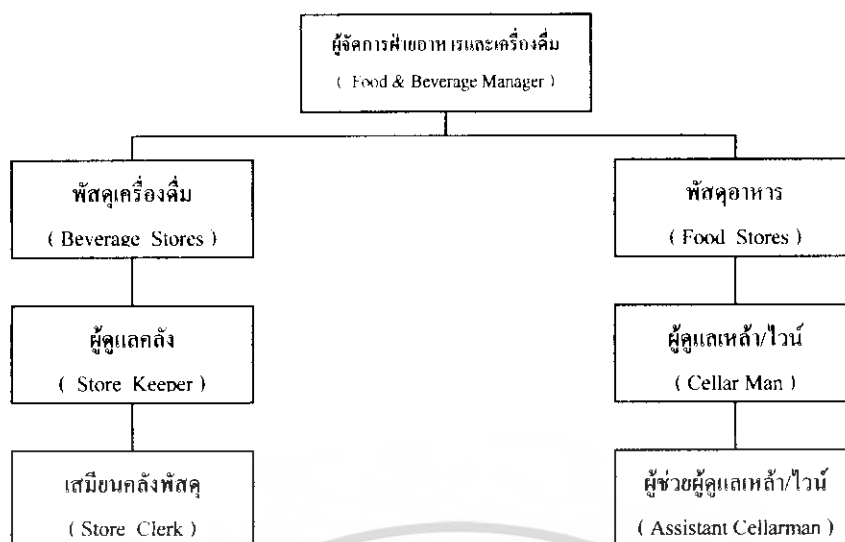 ผู้จัดการฝ่ายอาหารและเครื่องดื่ม
( Food & Beverage Manager )
พัสดุเครื่องดื่ม
( Beverage Stores )
พัสดุอาหาร
( Food Stores )
ผู้ดูแลคลัง
( Store Keeper )
ผู้ดูแลเหล้า/ไวน์
( Cellar Man )
เสมียนคลังพัสดุ
( Store Clerk )
ผู้ช่วยผู้ดูแลเหล้า/ไวน์
( Assistant Cellarman )